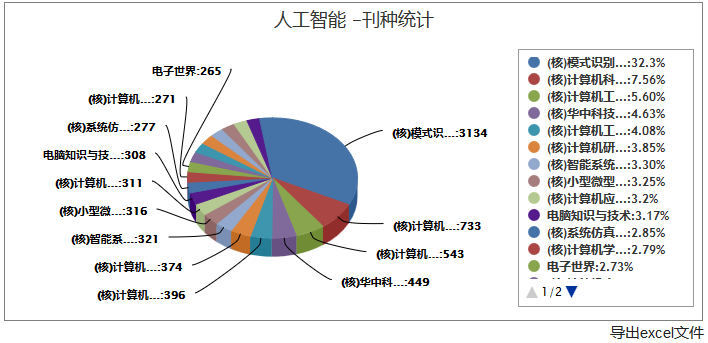 人工智能 -刊种统计
电子世界:265
(核)计算机...:271
(核)系统仿...:277
电脑知识与技...:308
(核)计算机...:311
(核)小型微...:316
(核)智能系...:321
(核)计算机...:374
(核)计算机...:396
(核)模式识...:3134
(核)计算机...:733
(核)计算机...:543
(核)华中科...:449
(核)模式识别...:32.3%
(核)计算机科...:7.56%
(核)计算机工...:5.60%
(核)华中科技...:4.63%
(核)计算机工...:4.08%
(核)计算机研...:3.85%
(核)智能系统...:3.30%
(核)小型微型...:3.25%
(核)计算机应...:3.2%
电脑知识与技术:3.17%
(核)系统仿真...:2.85%
(核)计算机学...:2.79%
电子世界:2.73%
1/2
导出excel文件